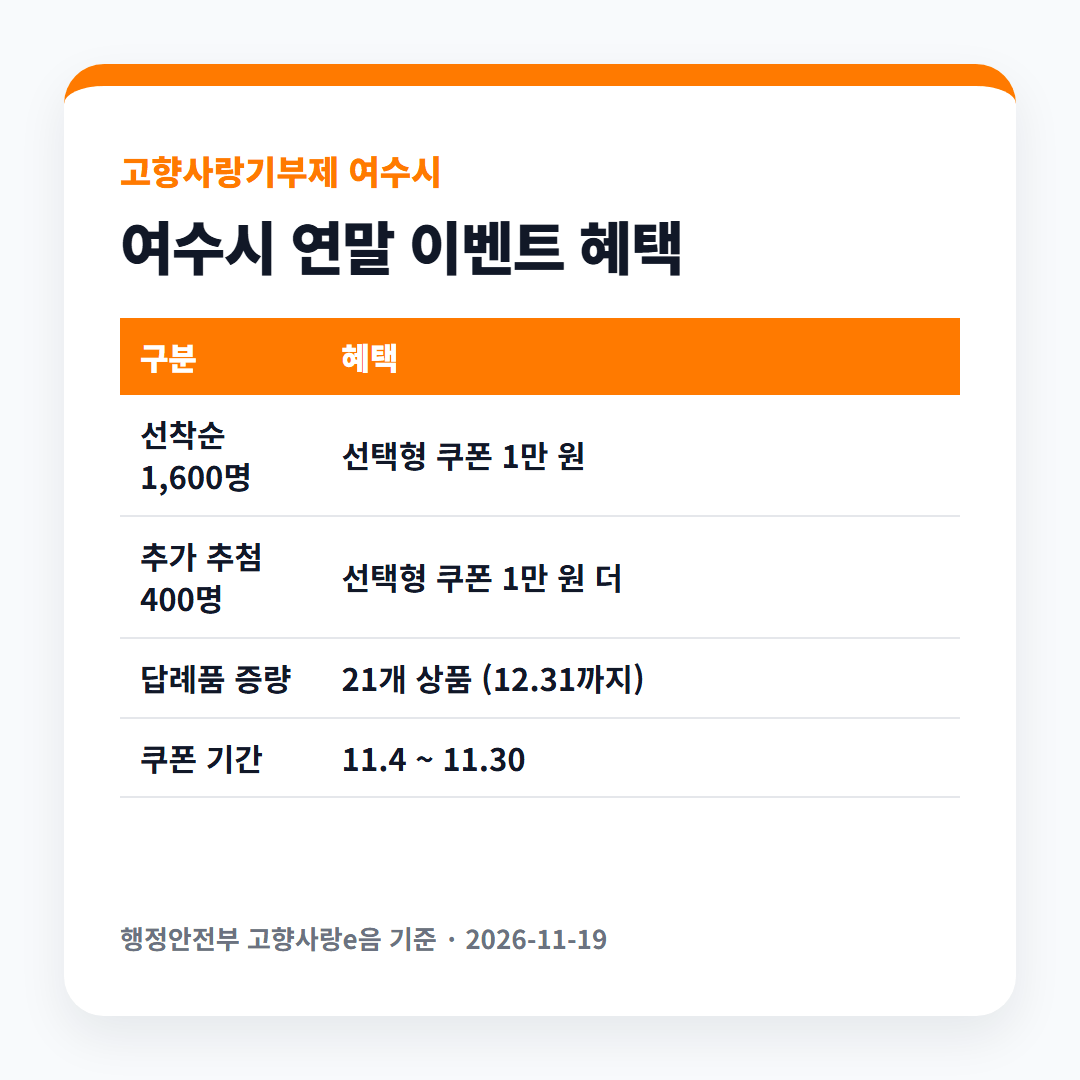 고향사랑기부제 여수시
여수시 연말 이벤트 혜택
구분 혜택
선착순
1,600명
선택형 쿠폰 1만 원
추가 추첨
400명
선택형 쿠폰 1만 원 더
답례품 증량 21개 상품 (12.31까지)
쿠폰 기간 11.4 ~ 11.30
행정안전부 고향사랑e음 기준 · 2026-11-19